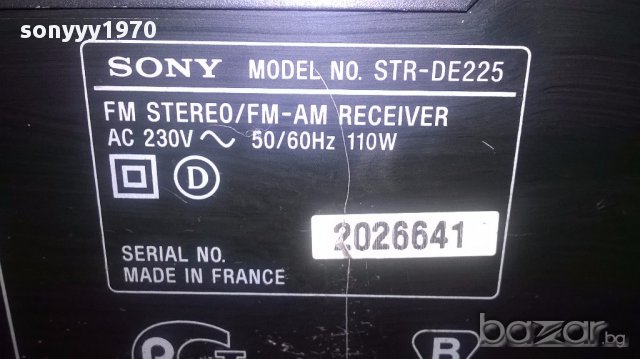 sonyyy1970
SONY MODEL NO. STR-DE225
FM STEREO/FM-AM RECEIVER
AC 230V ~ 50/60Hz 110W
D
2026641
SERIAL NO.
MADE IN FRANCE
B
bazar.bg